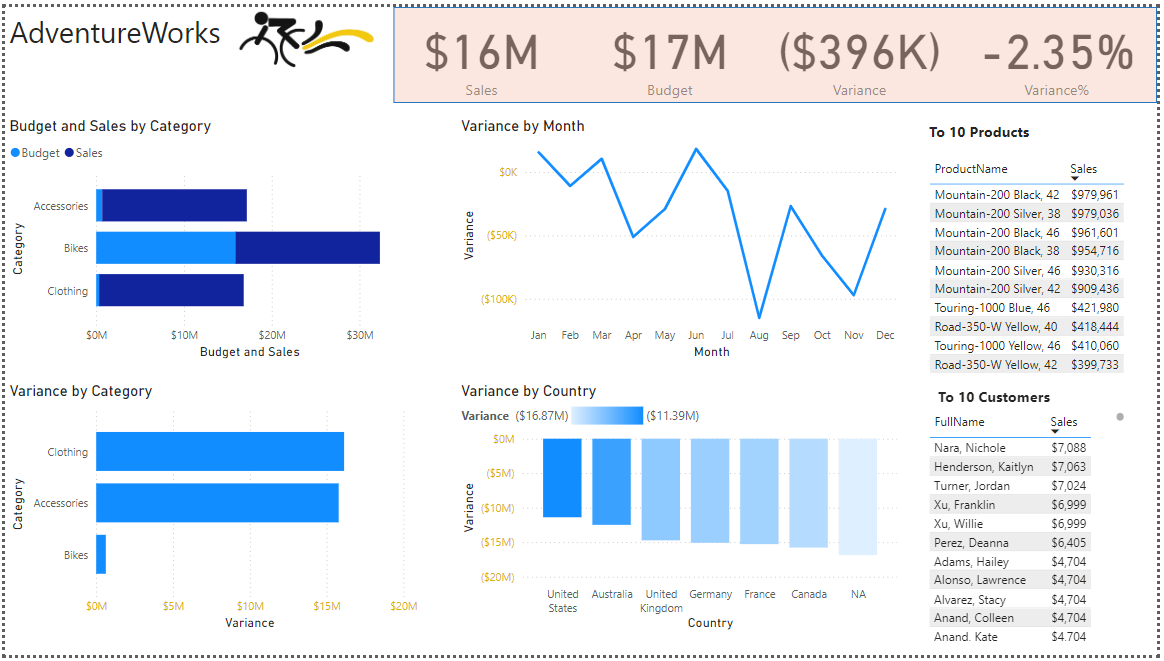 AdventureWorks
$16M
Sales
$17M
Budget
($396K)
Variance
-2.35%
Variance%
Budget and Sales by Category
Budget Sales
Category
Accessories
Bikes
Clothing
$0M $10M $20M $30M
Budget and Sales
Variance by Month
Variance
$0K
($50K)
($100K)
Jan Feb Mar Apr May Jun Jul Aug Sep Oct Nov Dec
Month
To 10 Products
ProductName Sales
Mountain-200 Black, 42 $979,961
Mountain-200 Silver, 38 $979,036
Mountain-200 Black, 46 $961,601
Mountain-200 Black, 38 $954,716
Mountain-200 Silver, 46 $930,316
Mountain-200 Silver, 42 $909,436
Touring-1000 Blue, 46 $421,980
Road-350-W Yellow, 40 $418,444
Touring-1000 Yellow, 46 $410,060
Road-350-W Yellow, 42 $399,733
Variance by Category
Category
Clothing
Accessories
Bikes
$0M $5M $10M $15M $20M
Variance
Variance by Country
Variance ($16.87M) ($11.39M)
Variance
$0M
($5M)
($10M)
($15M)
($20M)
United States
Australia
United Kingdom
Germany
France
Canada
NA
Country
To 10 Customers
FullName Sales
Nara, Nichole $7,088
Henderson, Kaitlyn $7,063
Turner, Jordan $7,024
Xu, Franklin $6,999
Xu, Willie $6,999
Perez, Deanna $6,405
Adams, Hailey $4,704
Alonso, Lawrence $4,704
Alvarez, Stacy $4,704
Anand, Colleen $4,704
Anand, Kate $4,704